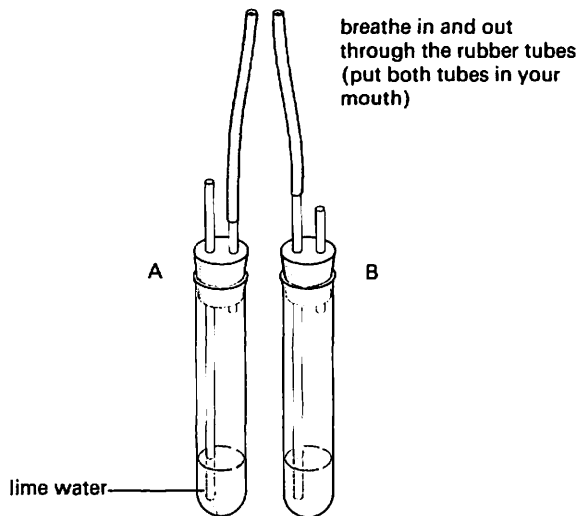 breathe in and out
through the rubber tubes
(put both tubes in your
mouth)
A
B
lime water